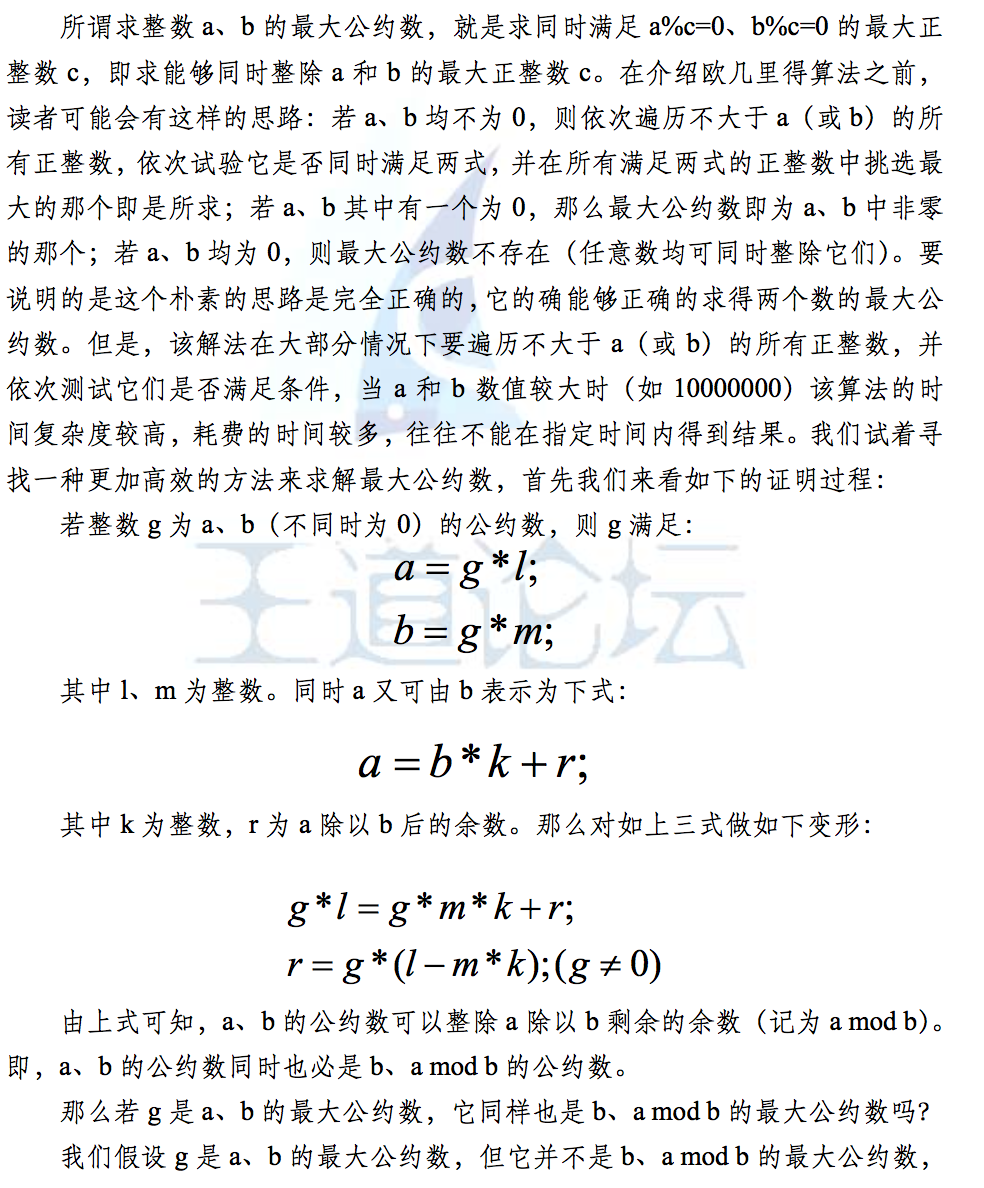 所谓求整数 a、b 的最大公约数，就是求同时满足 a%c=0、b%c=0 的最大正
整数 c，即求能够同时整除 a 和 b 的最大正整数 c。在介绍欧几里得算法之前，
读者可能会有这样的思路：若 a、b 均不为 0，则依次遍历不大于 a（或 b）的所
有正整数，依次试验它是否同时满足两式，并在所有满足两式的正整数中挑选最
大的那个即是所求；若 a、b 其中有一个为 0，那么最大公约数即为 a、b 中非零
的那个；若 a、b 均为 0，则最大公约数不存在（任意数均可同时整除它们）。要
说明的是这个朴素的思路是完全正确的，它的确能够正确的求得两个数的最大公
约数。但是，该解法在大部分情况下要遍历不大于 a（或 b）的所有正整数，并
依次测试它们是否满足条件，当 a 和 b 数值较大时（如 10000000）该算法的时
间复杂度较高，耗费的时间较多，往往不能在指定时间内得到结果。我们试着寻
找一种更加高效的方法来求解最大公约数，首先我们来看如下的证明过程：
若整数 g 为 a、b（不同时为 0）的公约数，则 g 满足：
a = g * l;
b = g * m;
王道论坛
其中 l、m 为整数。同时 a 又可由 b 表示为下式：
a = b * k + r;
其中 k 为整数，r 为 a 除以 b 后的余数。那么对如上三式做如下变形：
g * l = g * m * k + r;
r = g * (l − m * k); (g ≠ 0)
由上式可知，a、b 的公约数可以整除 a 除以 b 剩余的余数（记为 a mod b）。
即，a、b 的公约数同时也必是 b、a mod b 的公约数。
那么若 g 是 a、b 的最大公约数，它同样也是 b、a mod b 的最大公约数吗？
我们假设 g 是 a、b 的最大公约数，但它并不是 b、a mod b 的最大公约数，